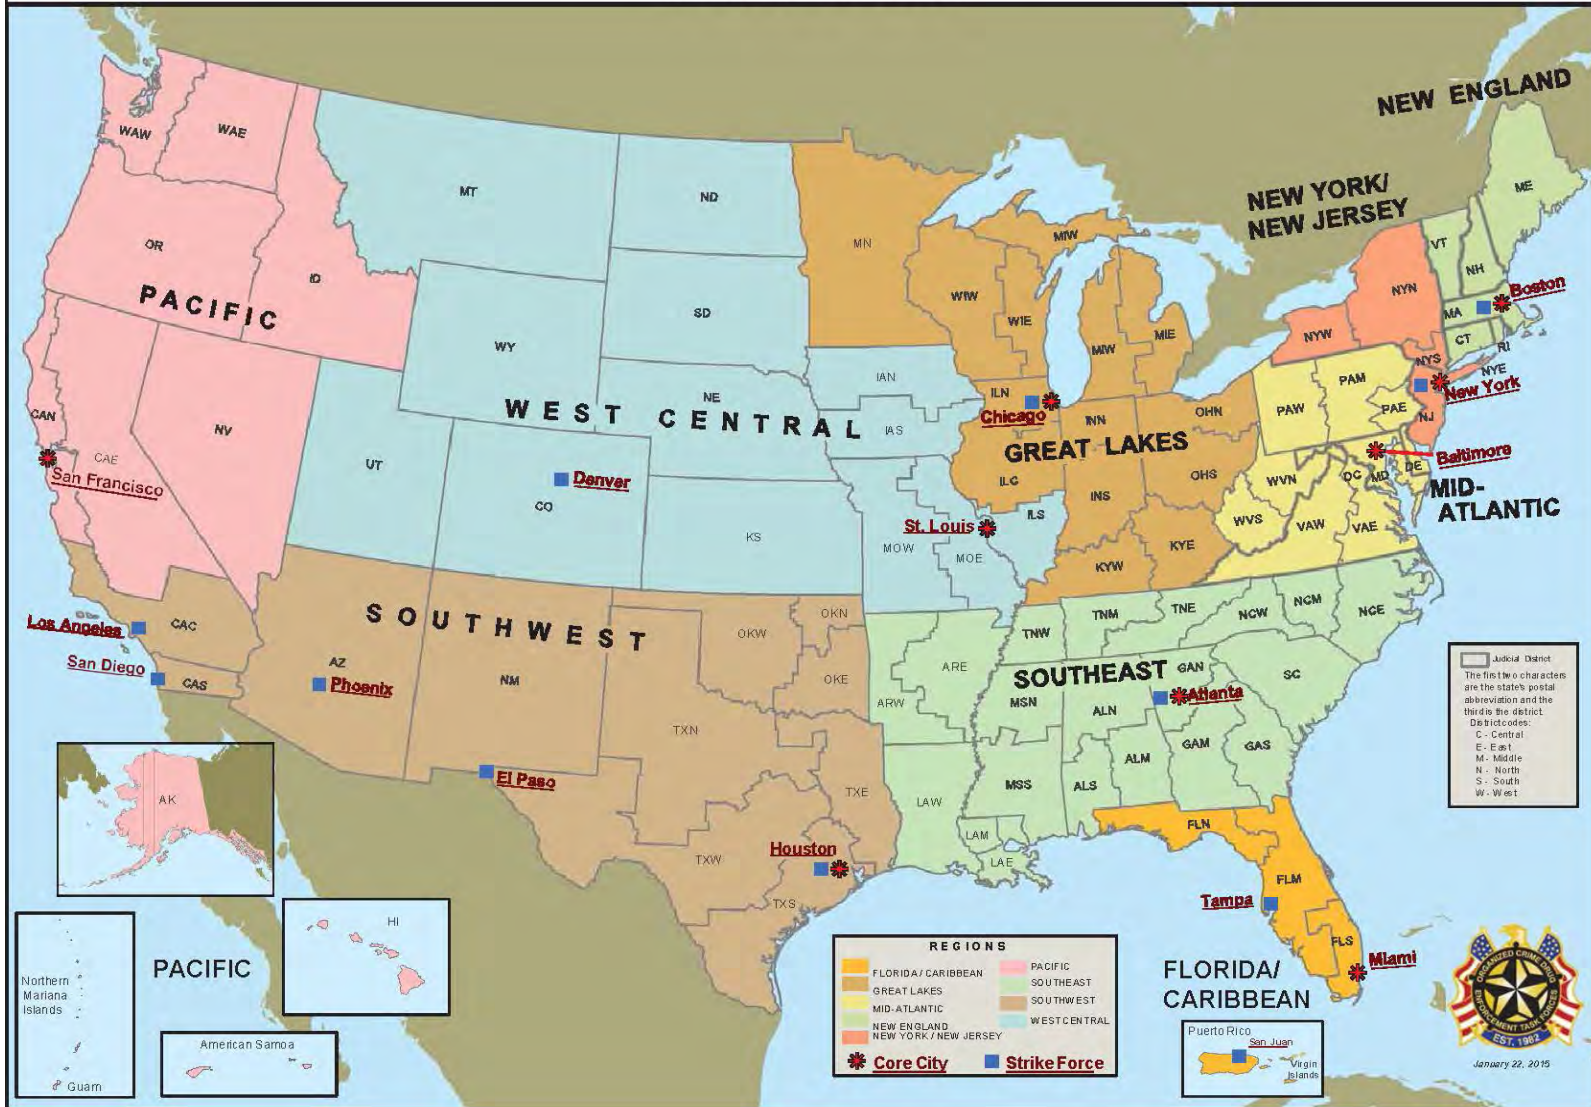 NEW ENGLAND
NEW YORK/
NEW JERSEY
PACIFIC
WEST CENTRAL
GREAT LAKES
MID-
ATLANTIC
SOUTHWEST
SOUTHEAST
FLORIDA/
CARIBBEAN
PACIFIC
WAW
WAE
OR
ID
CAN
CAE
NV
MT
ND
SD
WY
NE
UT
CO
KS
IAN
IAS
MOW
MOE
ILS
MN
WIW
WIE
MIW
MIW
MIE
ILN
ILC
INN
INS
OHN
OHS
KYW
KYE
ME
VT
NH
MA
CT
RI
NYN
NYW
NYS
NYE
NJ
PAW
PAM
PAE
WVN
WVS
VAW
VAE
DC
MD
DE
CAC
CAS
AZ
NM
OKW
OKN
OKE
TXN
TXE
TXW
TXS
ARE
ARW
LAW
LAM
LAE
TNW
TNM
TNE
NCW
NCM
NCE
SC
MSN
MSS
ALN
ALM
ALS
GAN
GAM
GAS
FLN
FLM
FLS
San Francisco
Los Angeles
San Diego
Phoenix
Denver
El Paso
Houston
St. Louis
Chicago
Boston
New York
Baltimore
Atlanta
Tampa
Miami
AK
HI
Northern
Mariana
Islands
Guam
American Samoa
Puerto Rico
San Juan
Virgin
Islands
Judicial District
The first two characters
are the state's postal
abbreviation and the
third is the district.
District codes:
C - Central
E - East
M - Middle
N - North
S - South
W - West
REGIONS
FLORIDA / CARIBBEAN
GREAT LAKES
MID-ATLANTIC
NEW ENGLAND
NEW YORK / NEW JERSEY
PACIFIC
SOUTHEAST
SOUTHWEST
WEST CENTRAL
Core City
Strike Force
ORGANIZED CRIME DRUG
ENFORCEMENT TASK FORCES
EST. 1982
January 22, 2015